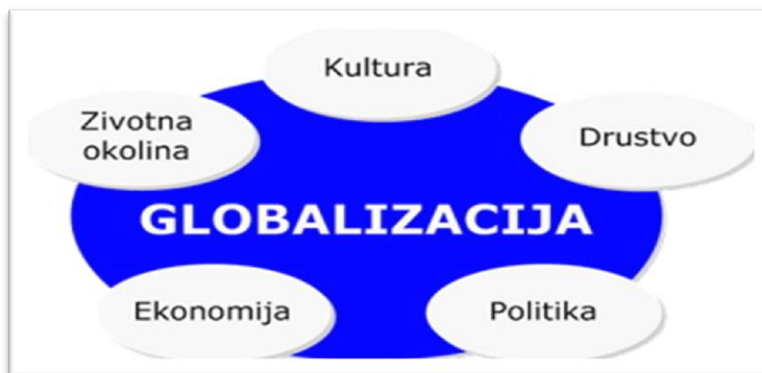 Kultura
Zivotna
okolina
Drustvo
GLOBALIZACIJA
Ekonomija
Politika